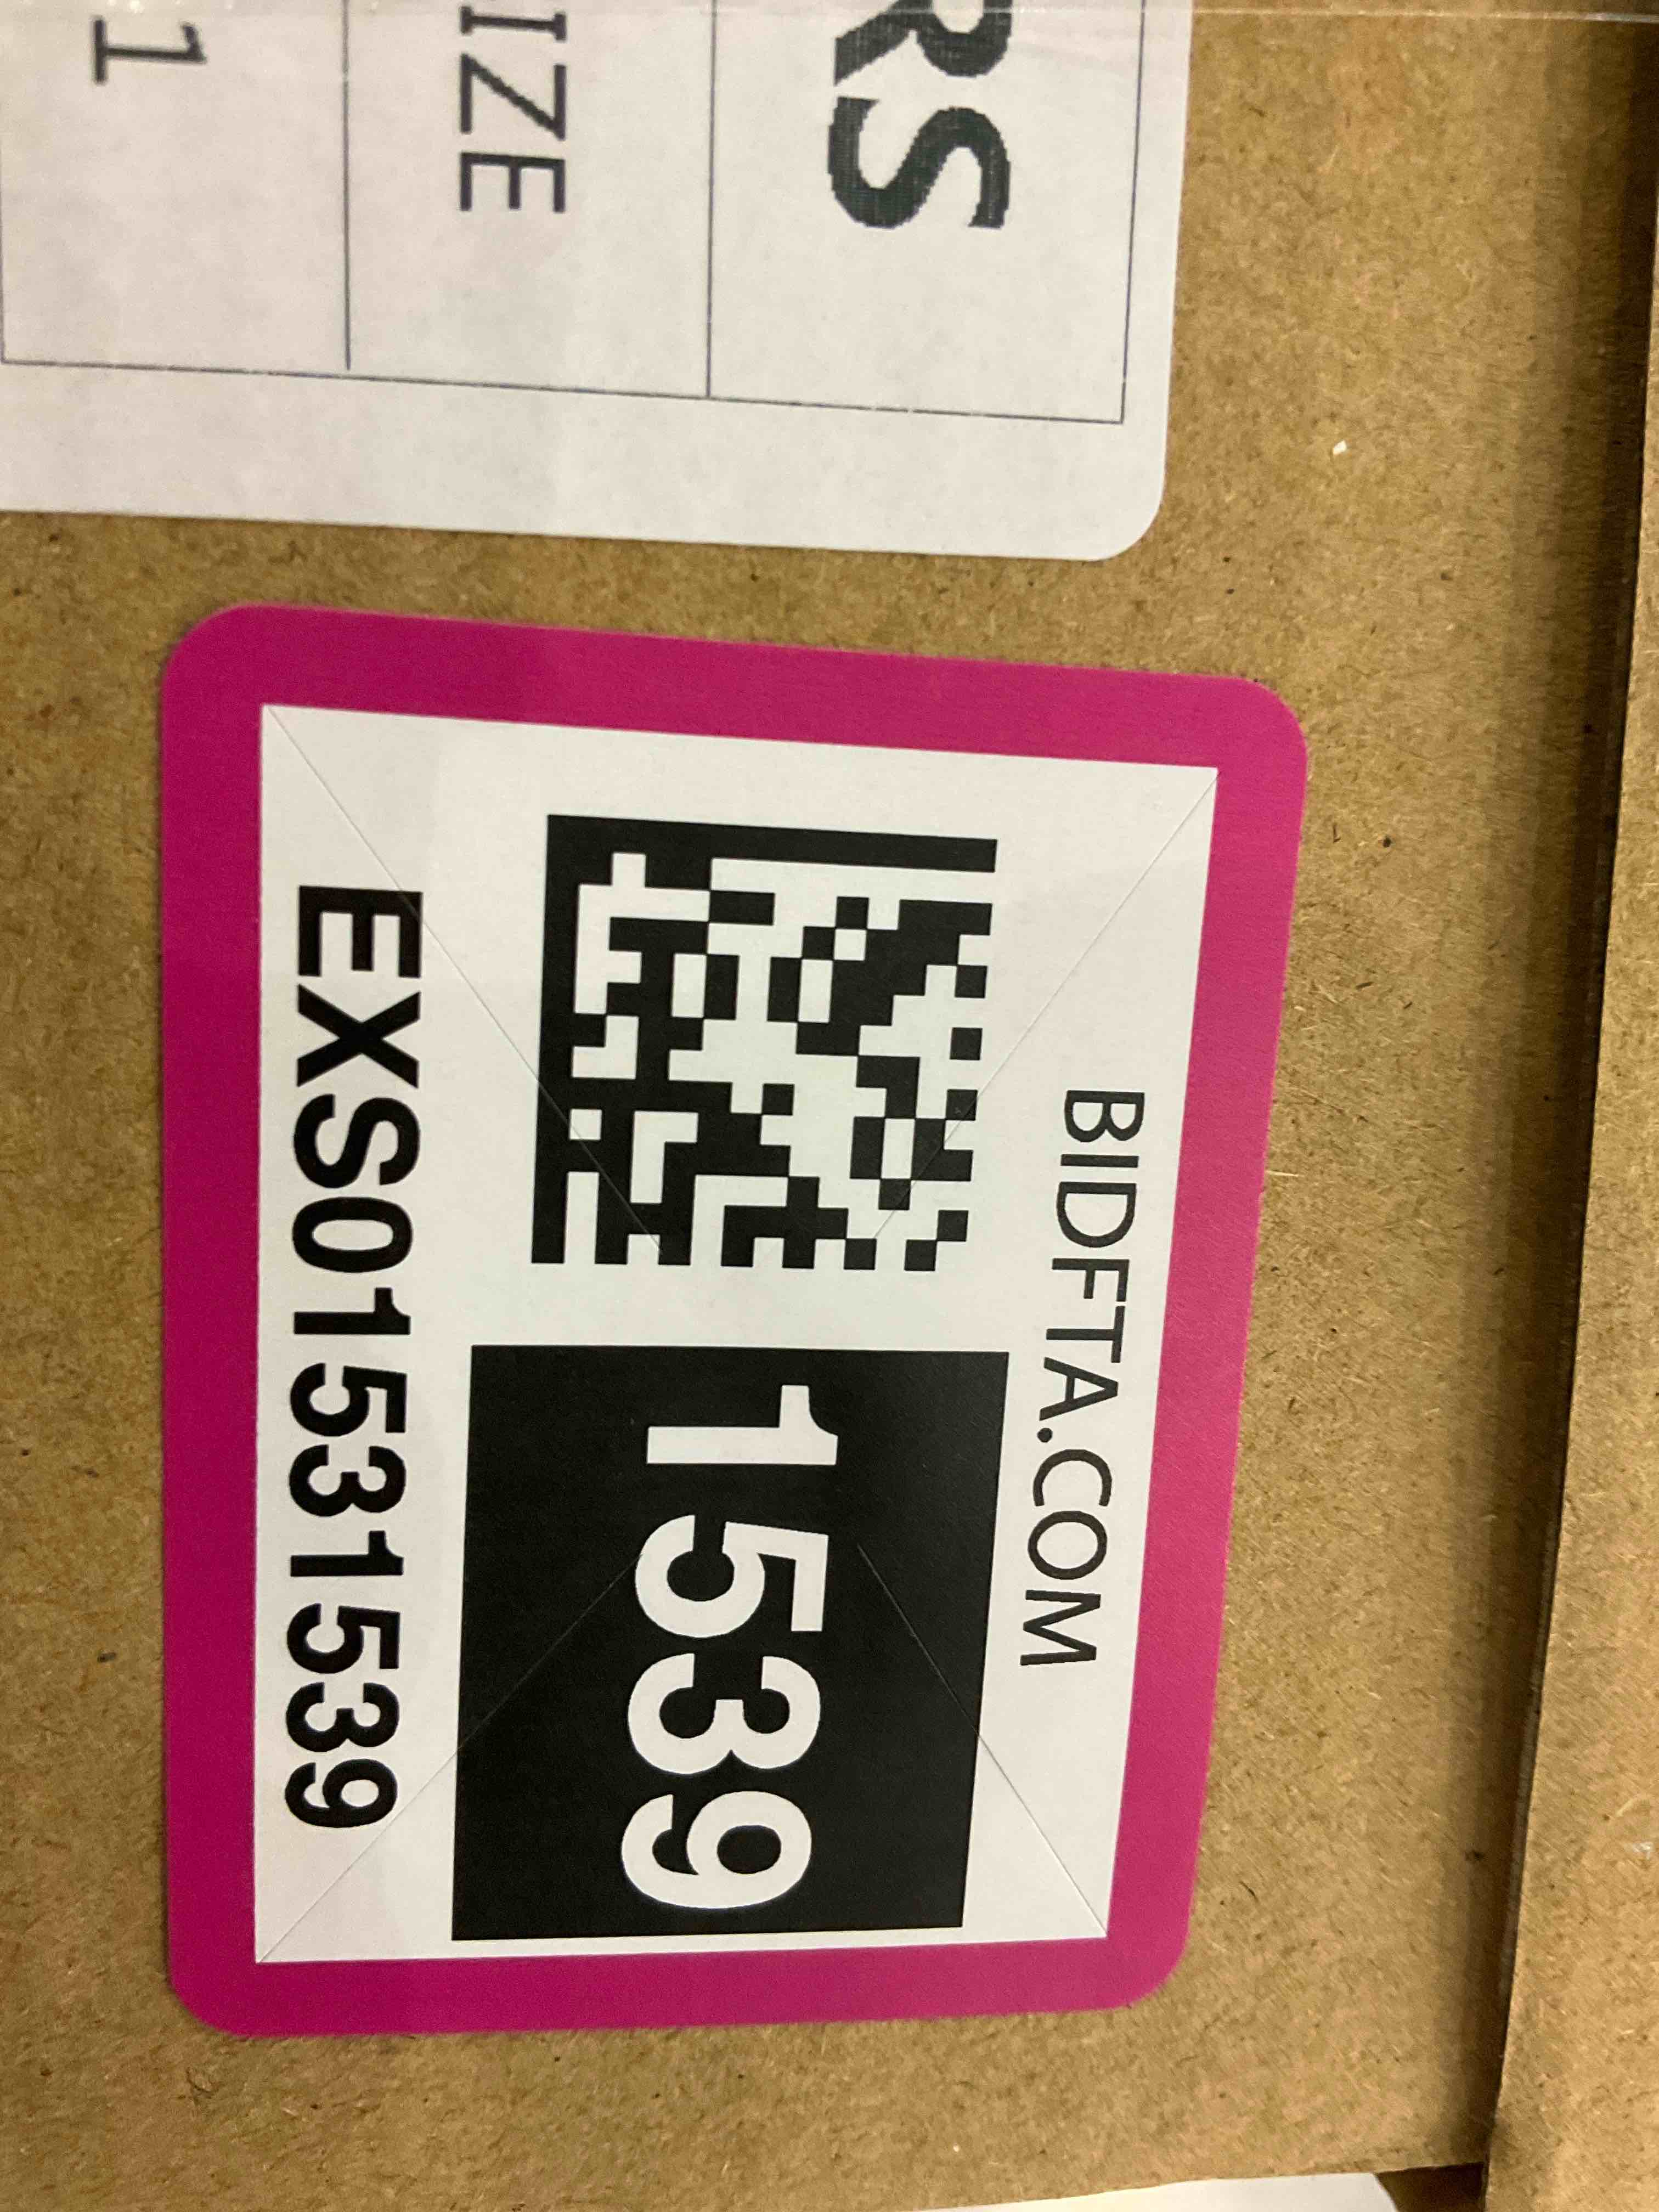 RS
IZE
1
BIDFTA.COM
1539
EXS01531539